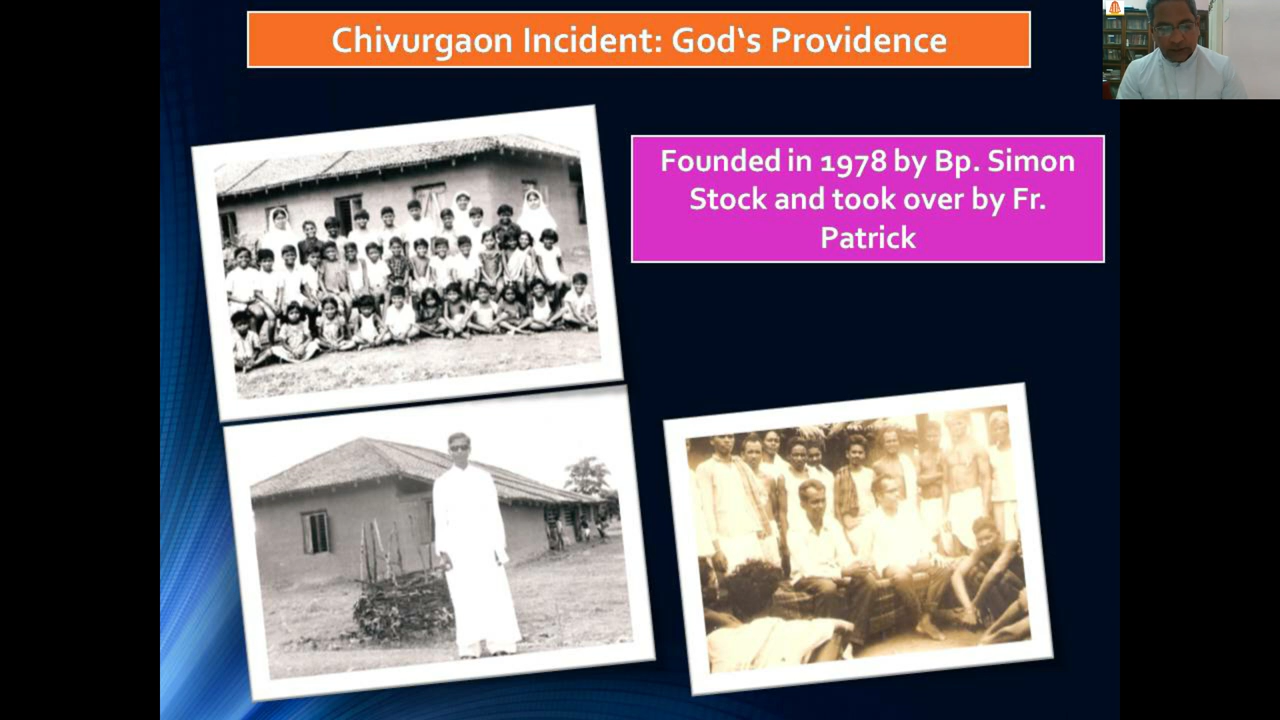 Chivurgaon Incident: God‘s Providence
Founded in 1978 by Bp. Simon
Stock and took over by Fr.
Patrick